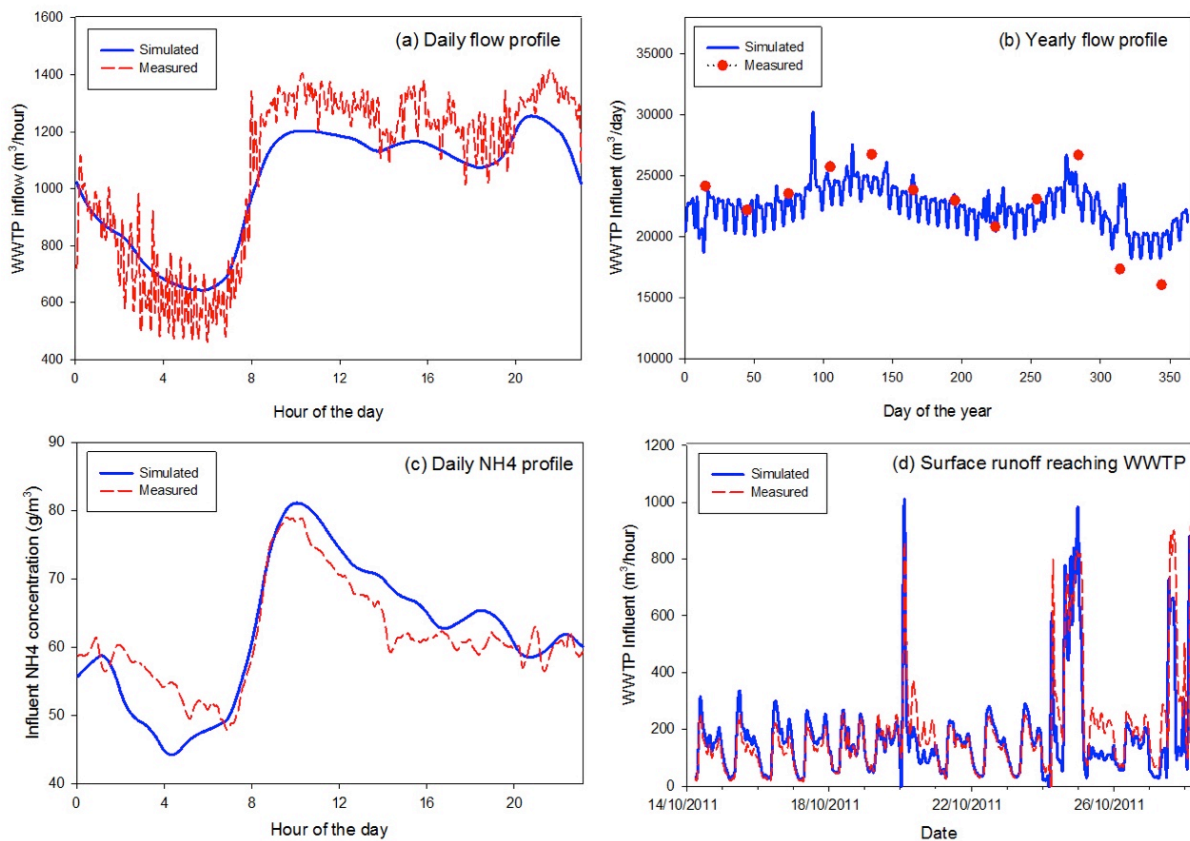 (a) Daily flow profile
Simulated
Measured
WWTP inflow (m³/hour)
1600
1400
1200
1000
800
600
400
0 4 8 12 16 20
Hour of the day
(b) Yearly flow profile
Simulated
Measured
WWTP Influent (m³/day)
35000
30000
25000
20000
15000
10000
0 50 100 150 200 250 300 350
Day of the year
(c) Daily NH4 profile
Simulated
Measured
Influent NH4 concentration (g/m³)
90
80
70
60
50
40
0 4 8 12 16 20
Hour of the day
(d) Surface runoff reaching WWTP
Simulated
Measured
WWTP Influent (m³/hour)
1200
1000
800
600
400
200
0
14/10/2011 18/10/2011 22/10/2011 26/10/2011
Date